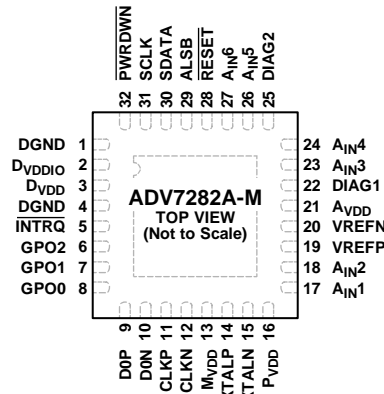 32 PWRDWN
31 SCLK
30 SDATA
29 ALSB
28 RESET
27 AIN6
26 AIN5
25 DIAG2
DGND 1
DVDDIO 2
DVDD 3
DGND 4
INTRQ 5
GPO2 6
GPO1 7
GPO0 8
ADV7282A-M
TOP VIEW
(Not to Scale)
24 AIN4
23 AIN3
22 DIAG1
21 AVDD
20 VREFN
19 VREFP
18 AIN2
17 AIN1
D0P 9
D0N 10
CLKP 11
CLKN 12
MVDD 13
XTALP 14
XTALN 15
PVDD 16